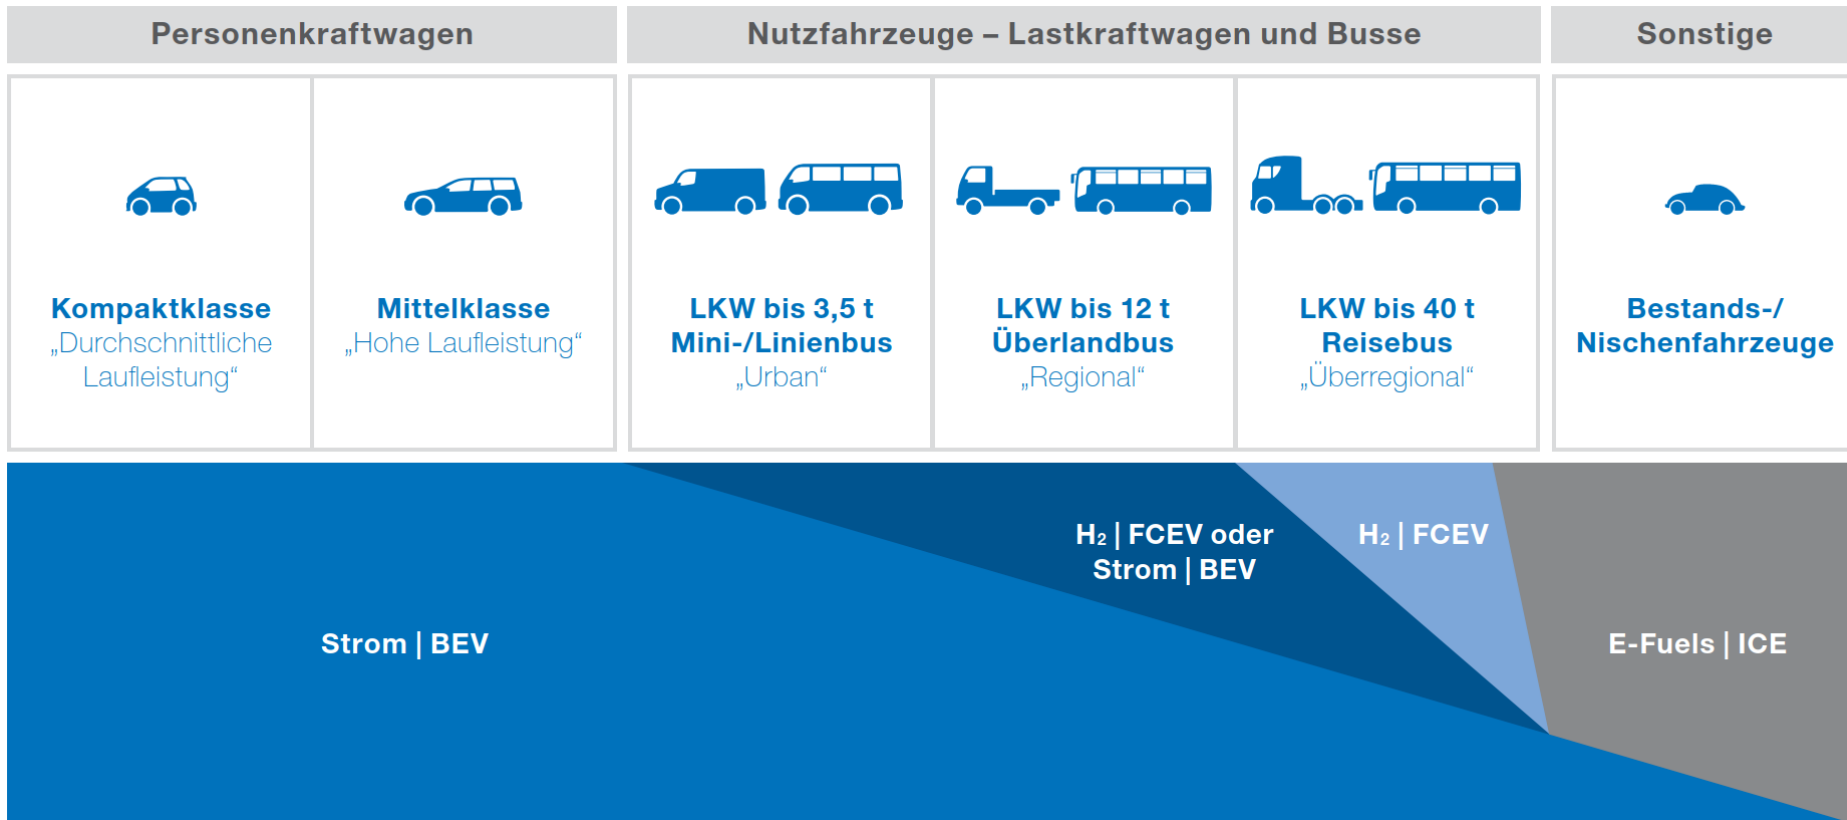 Personenkraftwagen
Nutzfahrzeuge – Lastkraftwagen und Busse
Sonstige
Kompaktklasse
„Durchschnittliche
Laufleistung“
Mittelklasse
„Hohe Laufleistung“
LKW bis 3,5 t
Mini-/Linienbus
„Urban“
LKW bis 12 t
Überlandbus
„Regional“
LKW bis 40 t
Reisebus
„Überregional“
Bestands-/
Nischenfahrzeuge
H₂ | FCEV oder
Strom | BEV
H₂ | FCEV
Strom | BEV
E-Fuels | ICE